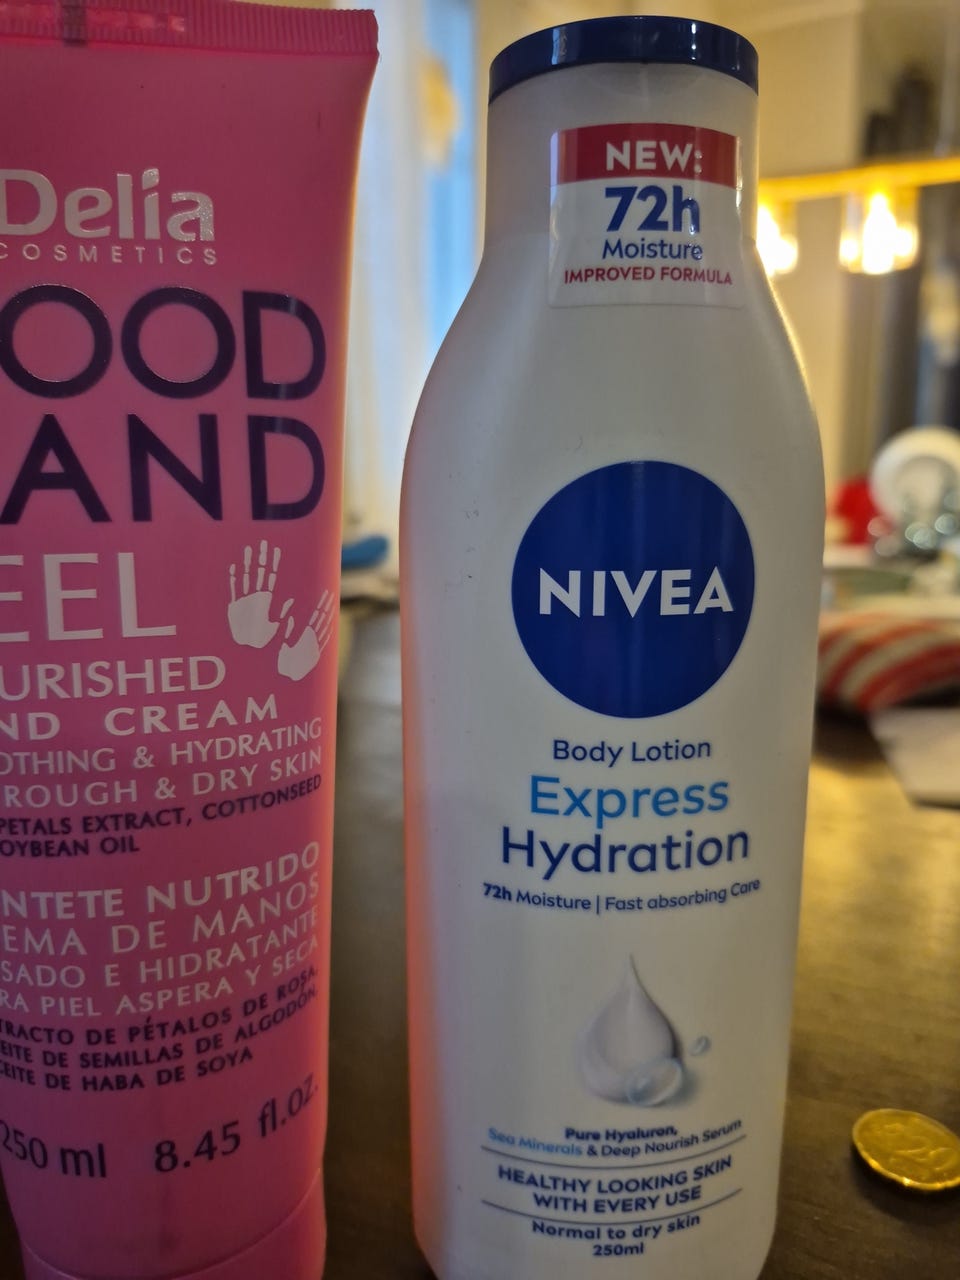 Delia
COSMETICS
OOD
AND
EEL
URISHED
ND CREAM
OTHING & HYDRATING
ROUGH & DRY SKIN
PETALS EXTRACT, COTTONSEED
OYBEAN OIL
NTETE NUTRIDO
EMA DE MANOS
SADO E HIDRATANTE
RA PIEL ASPERA Y SECA
TRACTO DE PÉTALOS DE ROSA,
EITE DE SEMILLAS DE ALGODÓN,
CEITE DE HABA DE SOYA
250 ml 8.45 fl.oz.
NEW:
72h
Moisture
IMPROVED FORMULA
NIVEA
Body Lotion
Express
Hydration
72h Moisture | Fast absorbing Care
Pure Hyaluron,
Sea Minerals & Deep Nourish Serum
HEALTHY LOOKING SKIN
WITH EVERY USE
Normal to dry skin
250ml